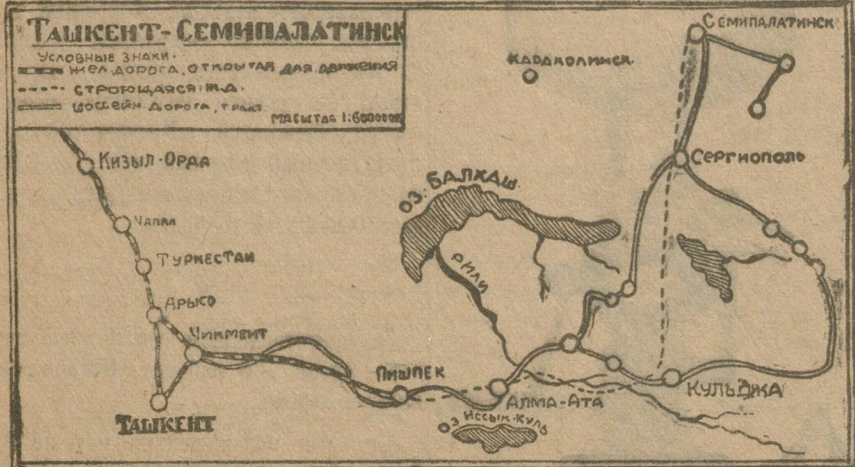 ТАШКЕНТ-СЕМИПАЛАТИНСК
УСЛОВНЫЕ ЗНАКИ.
ЖЕЛ. ДОРОГА, ОТКРЫТАЯ ДЛЯ ДВИЖЕНИЯ
СТРОЮЩАЯСЯ Ж.Д.
ШОССЕЙН. ДОРОГА, ТРАКТ
МАСШТАБ 1:6000000
СЕМИПАЛАТИНСК
КАРАКОЛИНСК.
КИЗЫЛ-ОРДА
СЕРГИОПОЛЬ
ОЗ. БАЛХАШ.
ЧАПАИ
ТУРКЕСТАН
Р. ИЛИ
АРЫСЬ
ЧИМКЕНТ
ПИШПЕК
АЛМА-АТА
КУЛЬДЖА
ТАШКЕНТ
ОЗ. ИССЫК-КУЛЬ